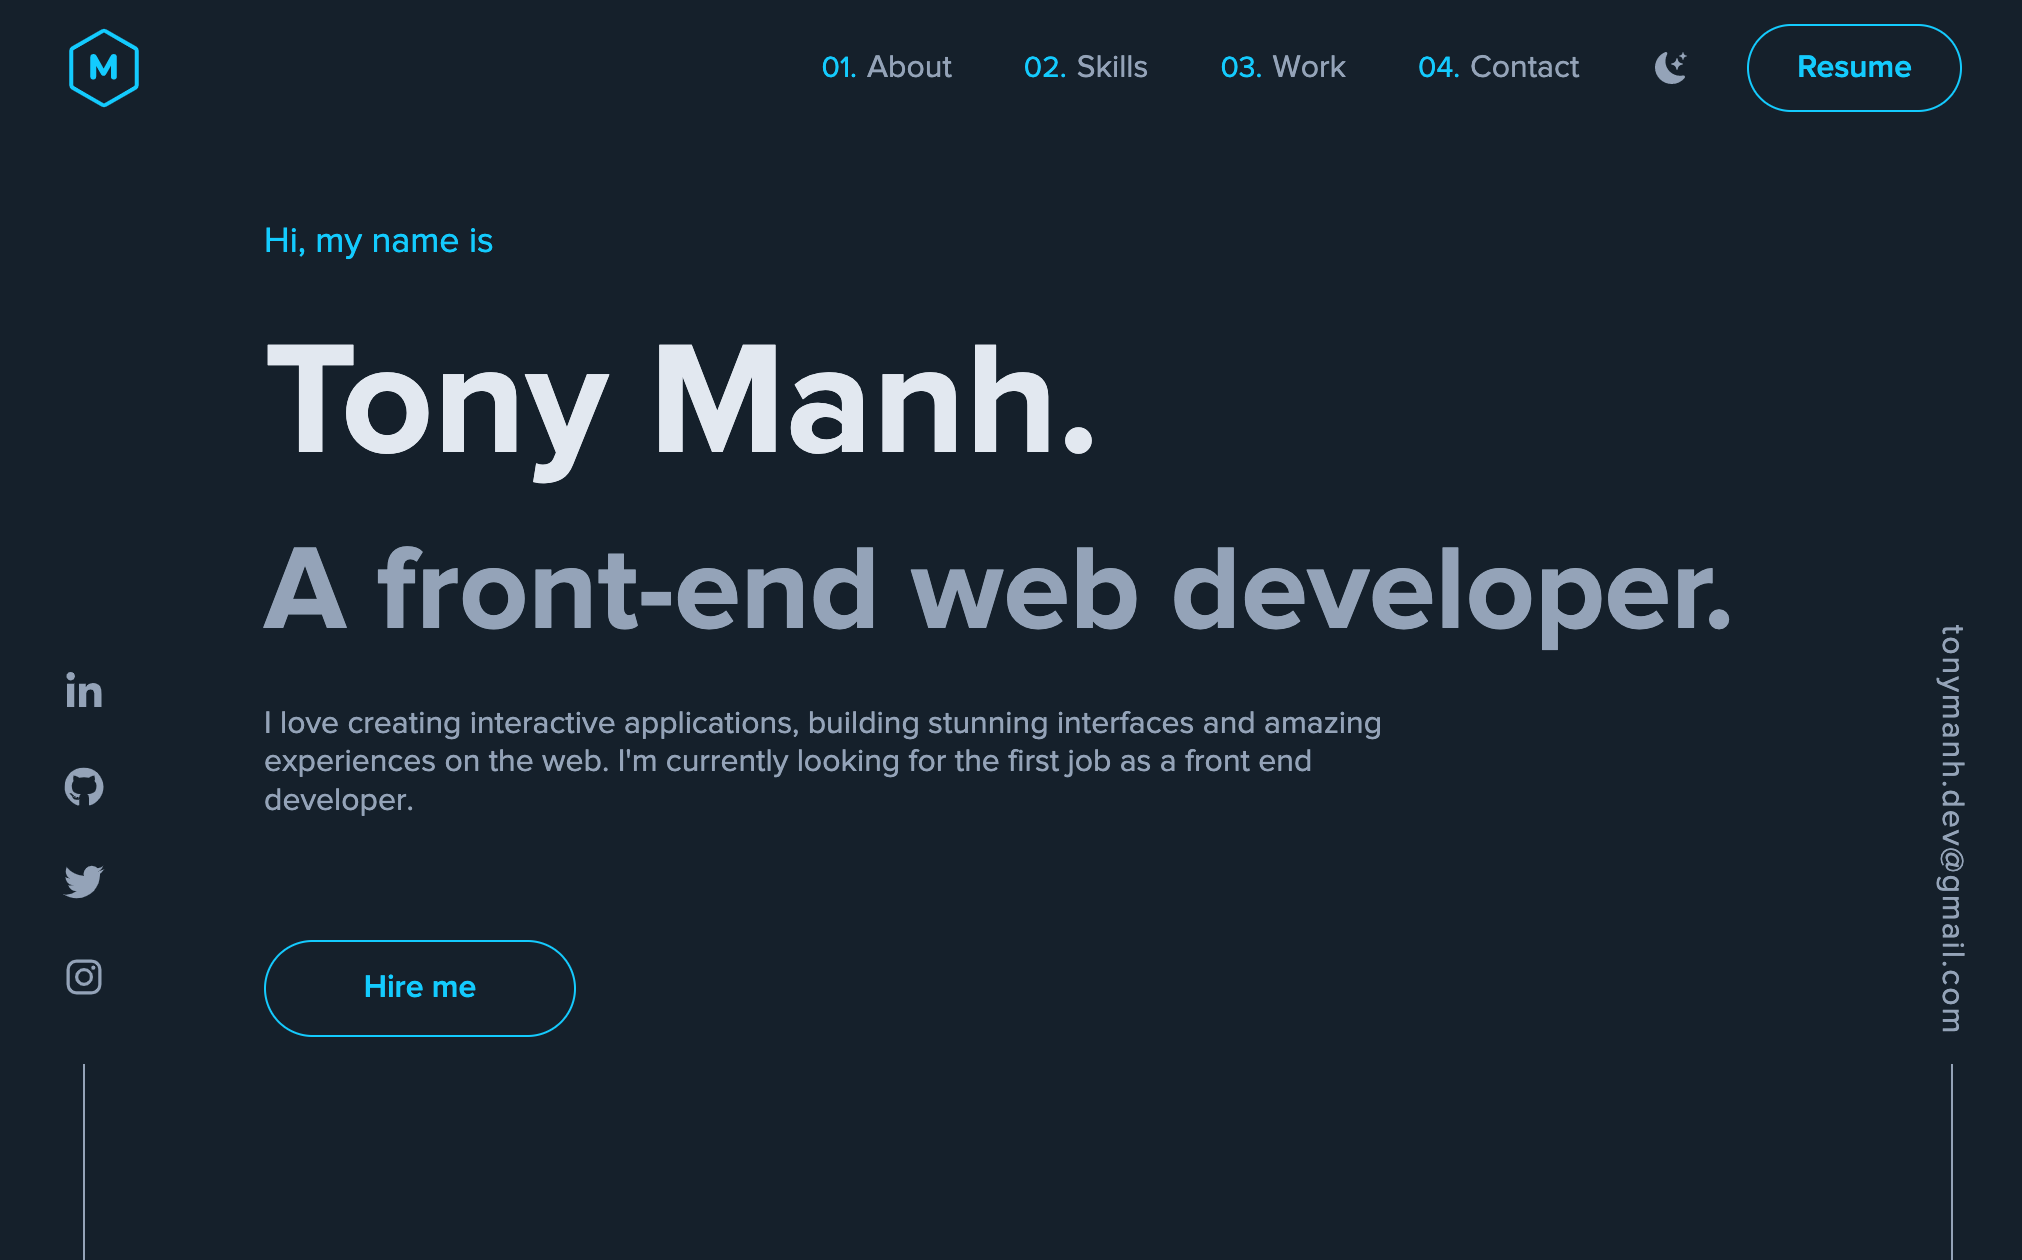 M
01. About 02. Skills 03. Work 04. Contact Resume
Hi, my name is
Tony Manh.
A front-end web developer.
I love creating interactive applications, building stunning interfaces and amazing
experiences on the web. I'm currently looking for the first job as a front end
developer.
Hire me
in
tonymanh.dev@gmail.com